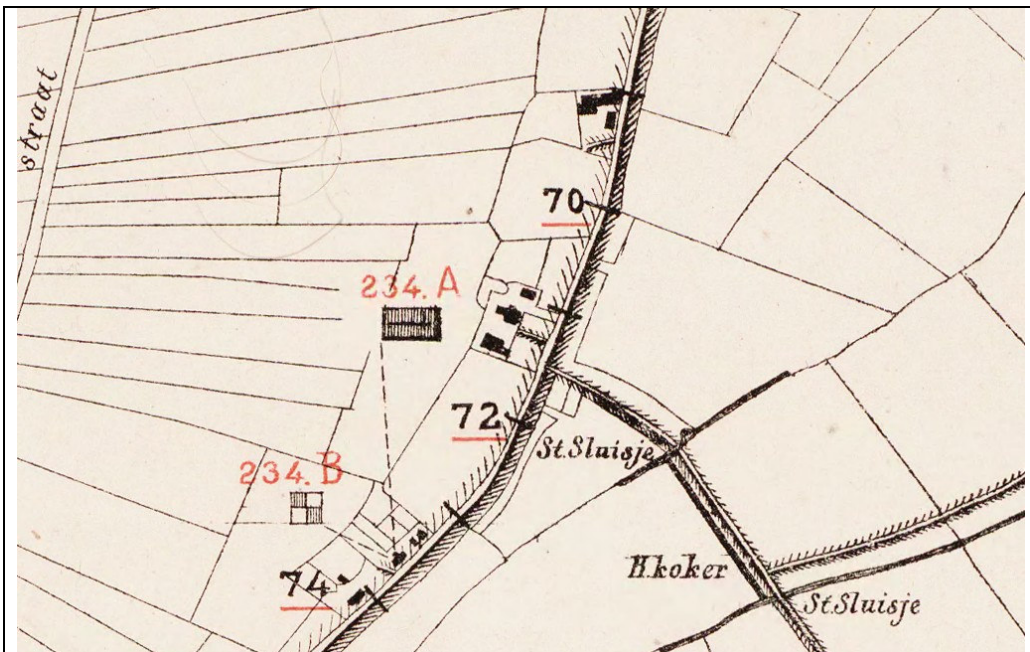 straat
70
234. A
72
St. Sluisje
234. B
H.koker
74
St. Sluisje